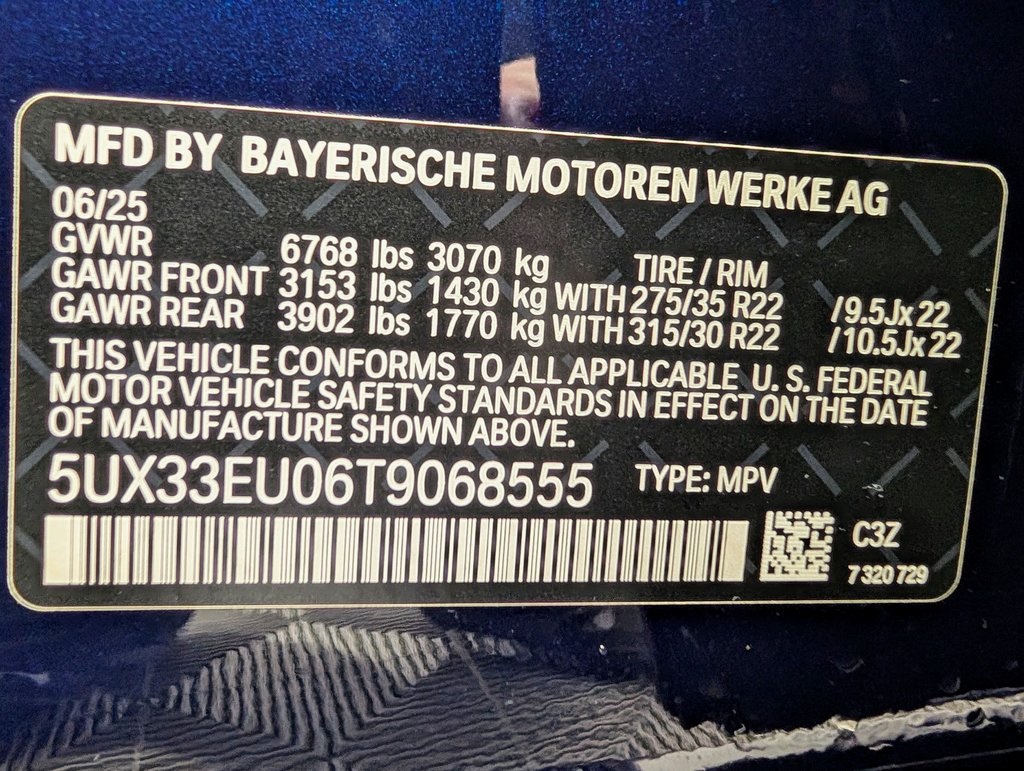 MFD BY BAYERISCHE MOTOREN WERKE AG
06/25
GVWR 6768 lbs 3070 kg TIRE / RIM
GAWR FRONT 3153 lbs 1430 kg WITH 275/35 R22 /9.5Jx22
GAWR REAR 3902 lbs 1770 kg WITH 315/30 R22 /10.5Jx22
THIS VEHICLE CONFORMS TO ALL APPLICABLE U. S. FEDERAL
MOTOR VEHICLE SAFETY STANDARDS IN EFFECT ON THE DATE
OF MANUFACTURE SHOWN ABOVE.
5UX33EU06T9068555 TYPE: MPV
C3Z
7 320 729